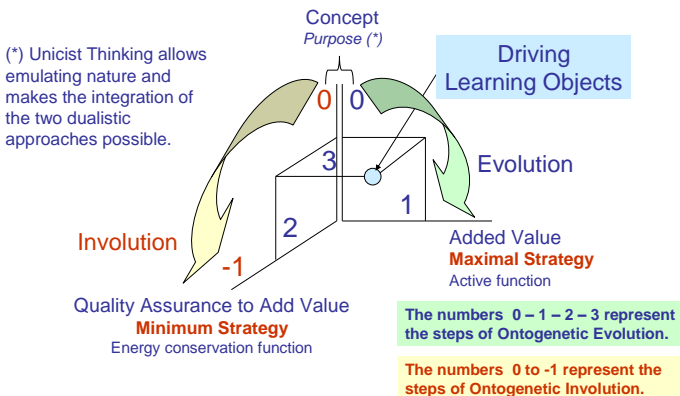 Concept
Purpose (*)
(*) Unicist Thinking allows
emulating nature and
makes the integration of
the two dualistic
approaches possible.
Driving
Learning Objects
0
0
3
Evolution
1
2
Involution
-1
Added Value
Maximal Strategy
Active function
Quality Assurance to Add Value
Minimum Strategy
Energy conservation function
The numbers 0 – 1 – 2 – 3 represent
the steps of Ontogenetic Evolution.
The numbers 0 to -1 represent the
steps of Ontogenetic Involution.